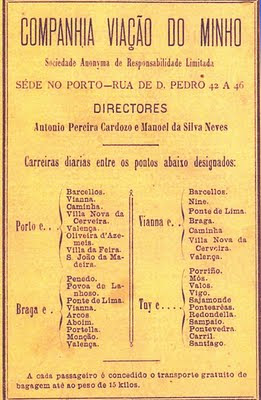 COMPANHIA VIAÇÃO DO MINHO
Sociedade Anonyma de Responsabilidade Limitada
SÉDE NO PORTO—RUA DE D. PEDRO 42 A 46
DIRECTORES
Antonio Pereira Cardozo e Manoel da Silva Neves
Carreiras diarias entre os pontos abaixo designados:
Porto e . .
Barcellos.
Vianna.
Caminha.
Villa Nova da
Cerveira.
Valença.
Oliveira d'Aze-
meis.
Villa da Feira.
S. João da Ma-
deira.
Braga e . .
Penedo.
Povoa de La-
nhoso.
Ponte de Lima.
Vianna.
Arcos
Aboim.
Portella.
Monção.
Valença.
Vianna e. .
Barcellos.
Nine.
Ponte de Lima.
Braga.
Caminha
Villa Nova da
Cerveira.
Valença.
Tuy e . . . .
Porriño.
Mós.
Valos.
Vigo.
Sajamonde
Pontearéas.
Redondella.
Sampaio.
Pontevedra.
Carril.
Santiago.
A cada passageiro é concedido o transporte gratuito de
bagagem até ao peso de 15 kilos.